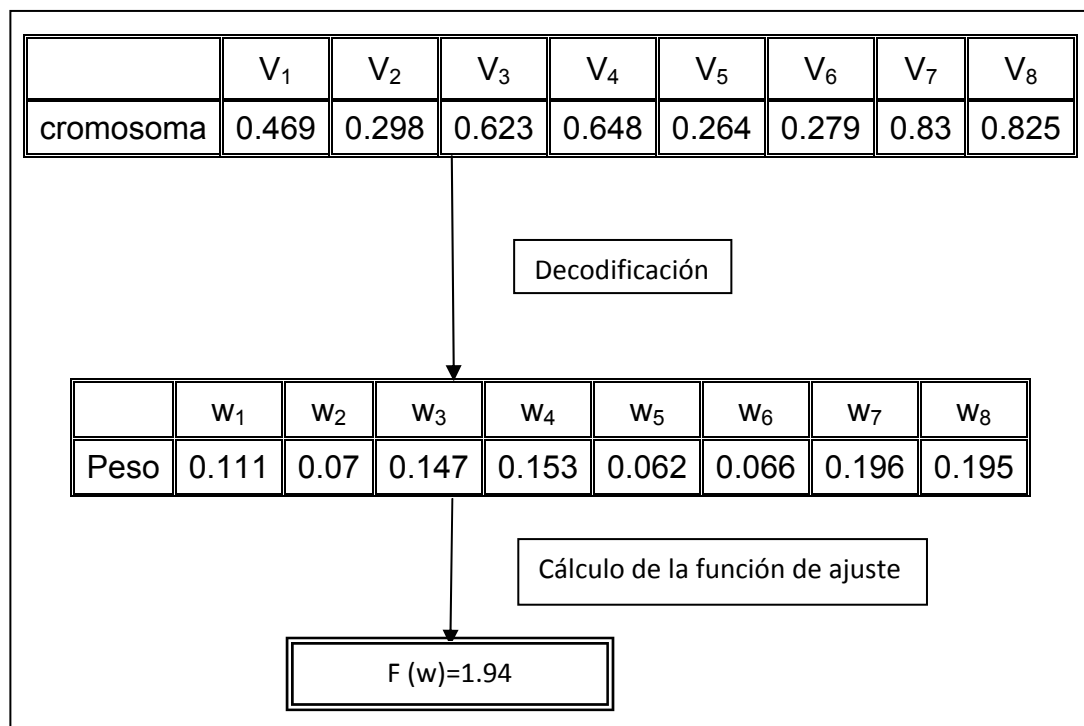 V₁ V₂ V₃ V₄ V₅ V₆ V₇ V₈
cromosoma 0.469 0.298 0.623 0.648 0.264 0.279 0.83 0.825
Decodificación
w₁ w₂ w₃ w₄ w₅ w₆ w₇ w₈
Peso 0.111 0.07 0.147 0.153 0.062 0.066 0.196 0.195
Cálculo de la función de ajuste
F (w)=1.94